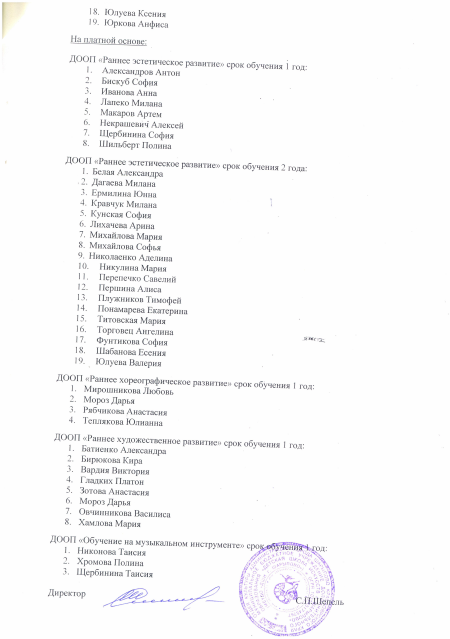 18. Юлуева Ксения
19. Юркова Анфиса
На платной основе:
ДООП «Раннее эстетическое развитие» срок обучения 1 год:
1. Александров Антон
2. Бискуб София
3. Иванова Анна
4. Лапеко Милана
5. Макаров Артем
6. Некрашевич Алексей
7. Щербинина София
8. Шильберт Полина
ДООП «Раннее эстетическое развитие» срок обучения 2 года:
1. Белая Александра
2. Дагаева Милана
3. Ермилина Юнна
4. Кравчук Милана
5. Кунская София
6. Лихачева Арина
7. Михайлова Мария
8. Михайлова Софья
9. Николаенко Аделина
10. Никулина Мария
11. Перепечко Савелий
12. Першина Алиса
13. Плужников Тимофей
14. Понамарева Екатерина
15. Титовская Мария
16. Торговец Ангелина
17. Фунтикова София
18. Шабанова Есения
19. Юлуева Валерия
ДООП «Раннее хореографическое развитие» срок обучения 1 год:
1. Мирошникова Любовь
2. Мороз Дарья
3. Рябчикова Анастасия
4. Теплякова Юлианна
ДООП «Раннее художественное развитие» срок обучения 1 год:
1. Батиенко Александра
2. Бирюкова Кира
3. Вардия Виктория
4. Гладких Платон
5. Зотова Анастасия
6. Мороз Дарья
7. Овчинникова Василиса
8. Хамлова Мария
ДООП «Обучение на музыкальном инструменте» срок обучения 1 год:
1. Никонова Таисия
2. Хромова Полина
3. Щербинина Таисия
Директор С.П.Щепель